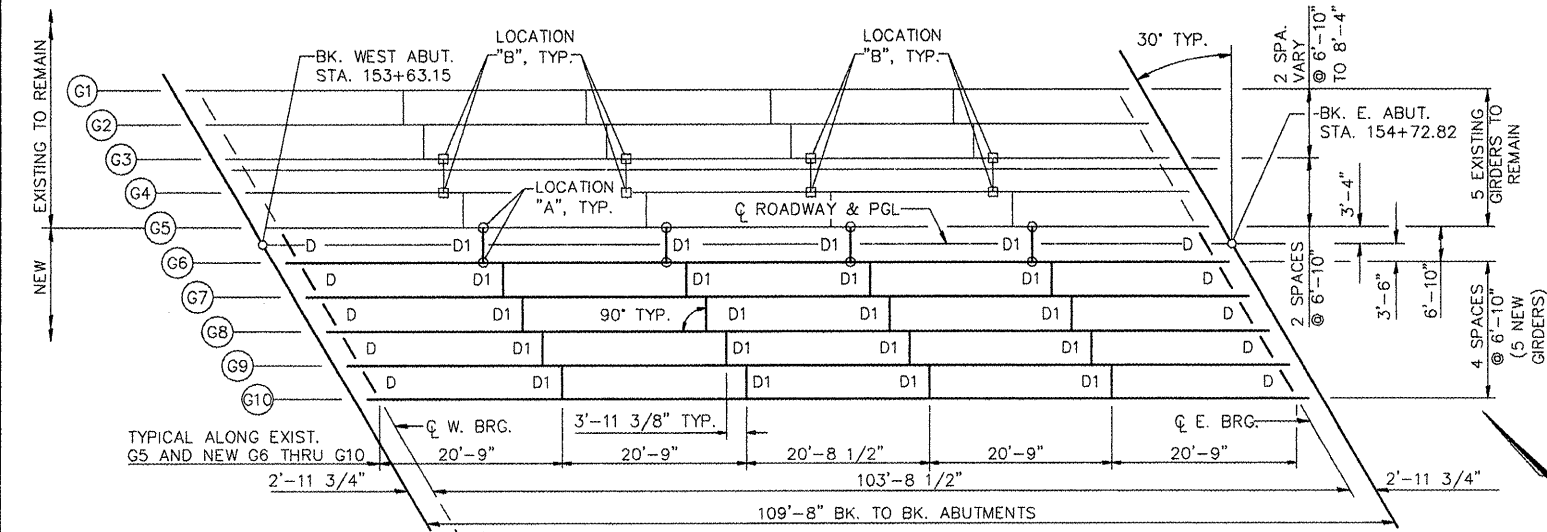 EXISTING TO REMAIN
NEW
BK. WEST ABUT.
STA. 153+63.15
LOCATION
"B", TYP.
LOCATION
"B", TYP.
30° TYP.
2 SPA.
VARY
@ 6'-10"
TO 8'-4"
BK. E. ABUT.
STA. 154+72.82
5 EXISTING
GIRDERS TO
REMAIN
G1
G2
G3
G4
G5
G6
G7
G8
G9
G10
LOCATION
"A", TYP.
℄ ROADWAY & PGL
3'-4"
3'-6"
6'-10"
2 SPACES
@ 6'-10"
4 SPACES
@ 6'-10"
(5 NEW
GIRDERS)
D D1 D1 D1 D1 D
D D1 D1 D1 D1 D
D D1 90° TYP. D1 D1 D1 D
D D1 D1 D1 D1 D
D D1 D1 D1 D1 D
TYPICAL ALONG EXIST.
G5 AND NEW G6 THRU G10
℄ W. BRG.
3'-11 3/8" TYP.
℄ E. BRG.
20'-9" 20'-9" 20'-8 1/2" 20'-9" 20'-9"
2'-11 3/4" 103'-8 1/2" 2'-11 3/4"
109'-8" BK. TO BK. ABUTMENTS